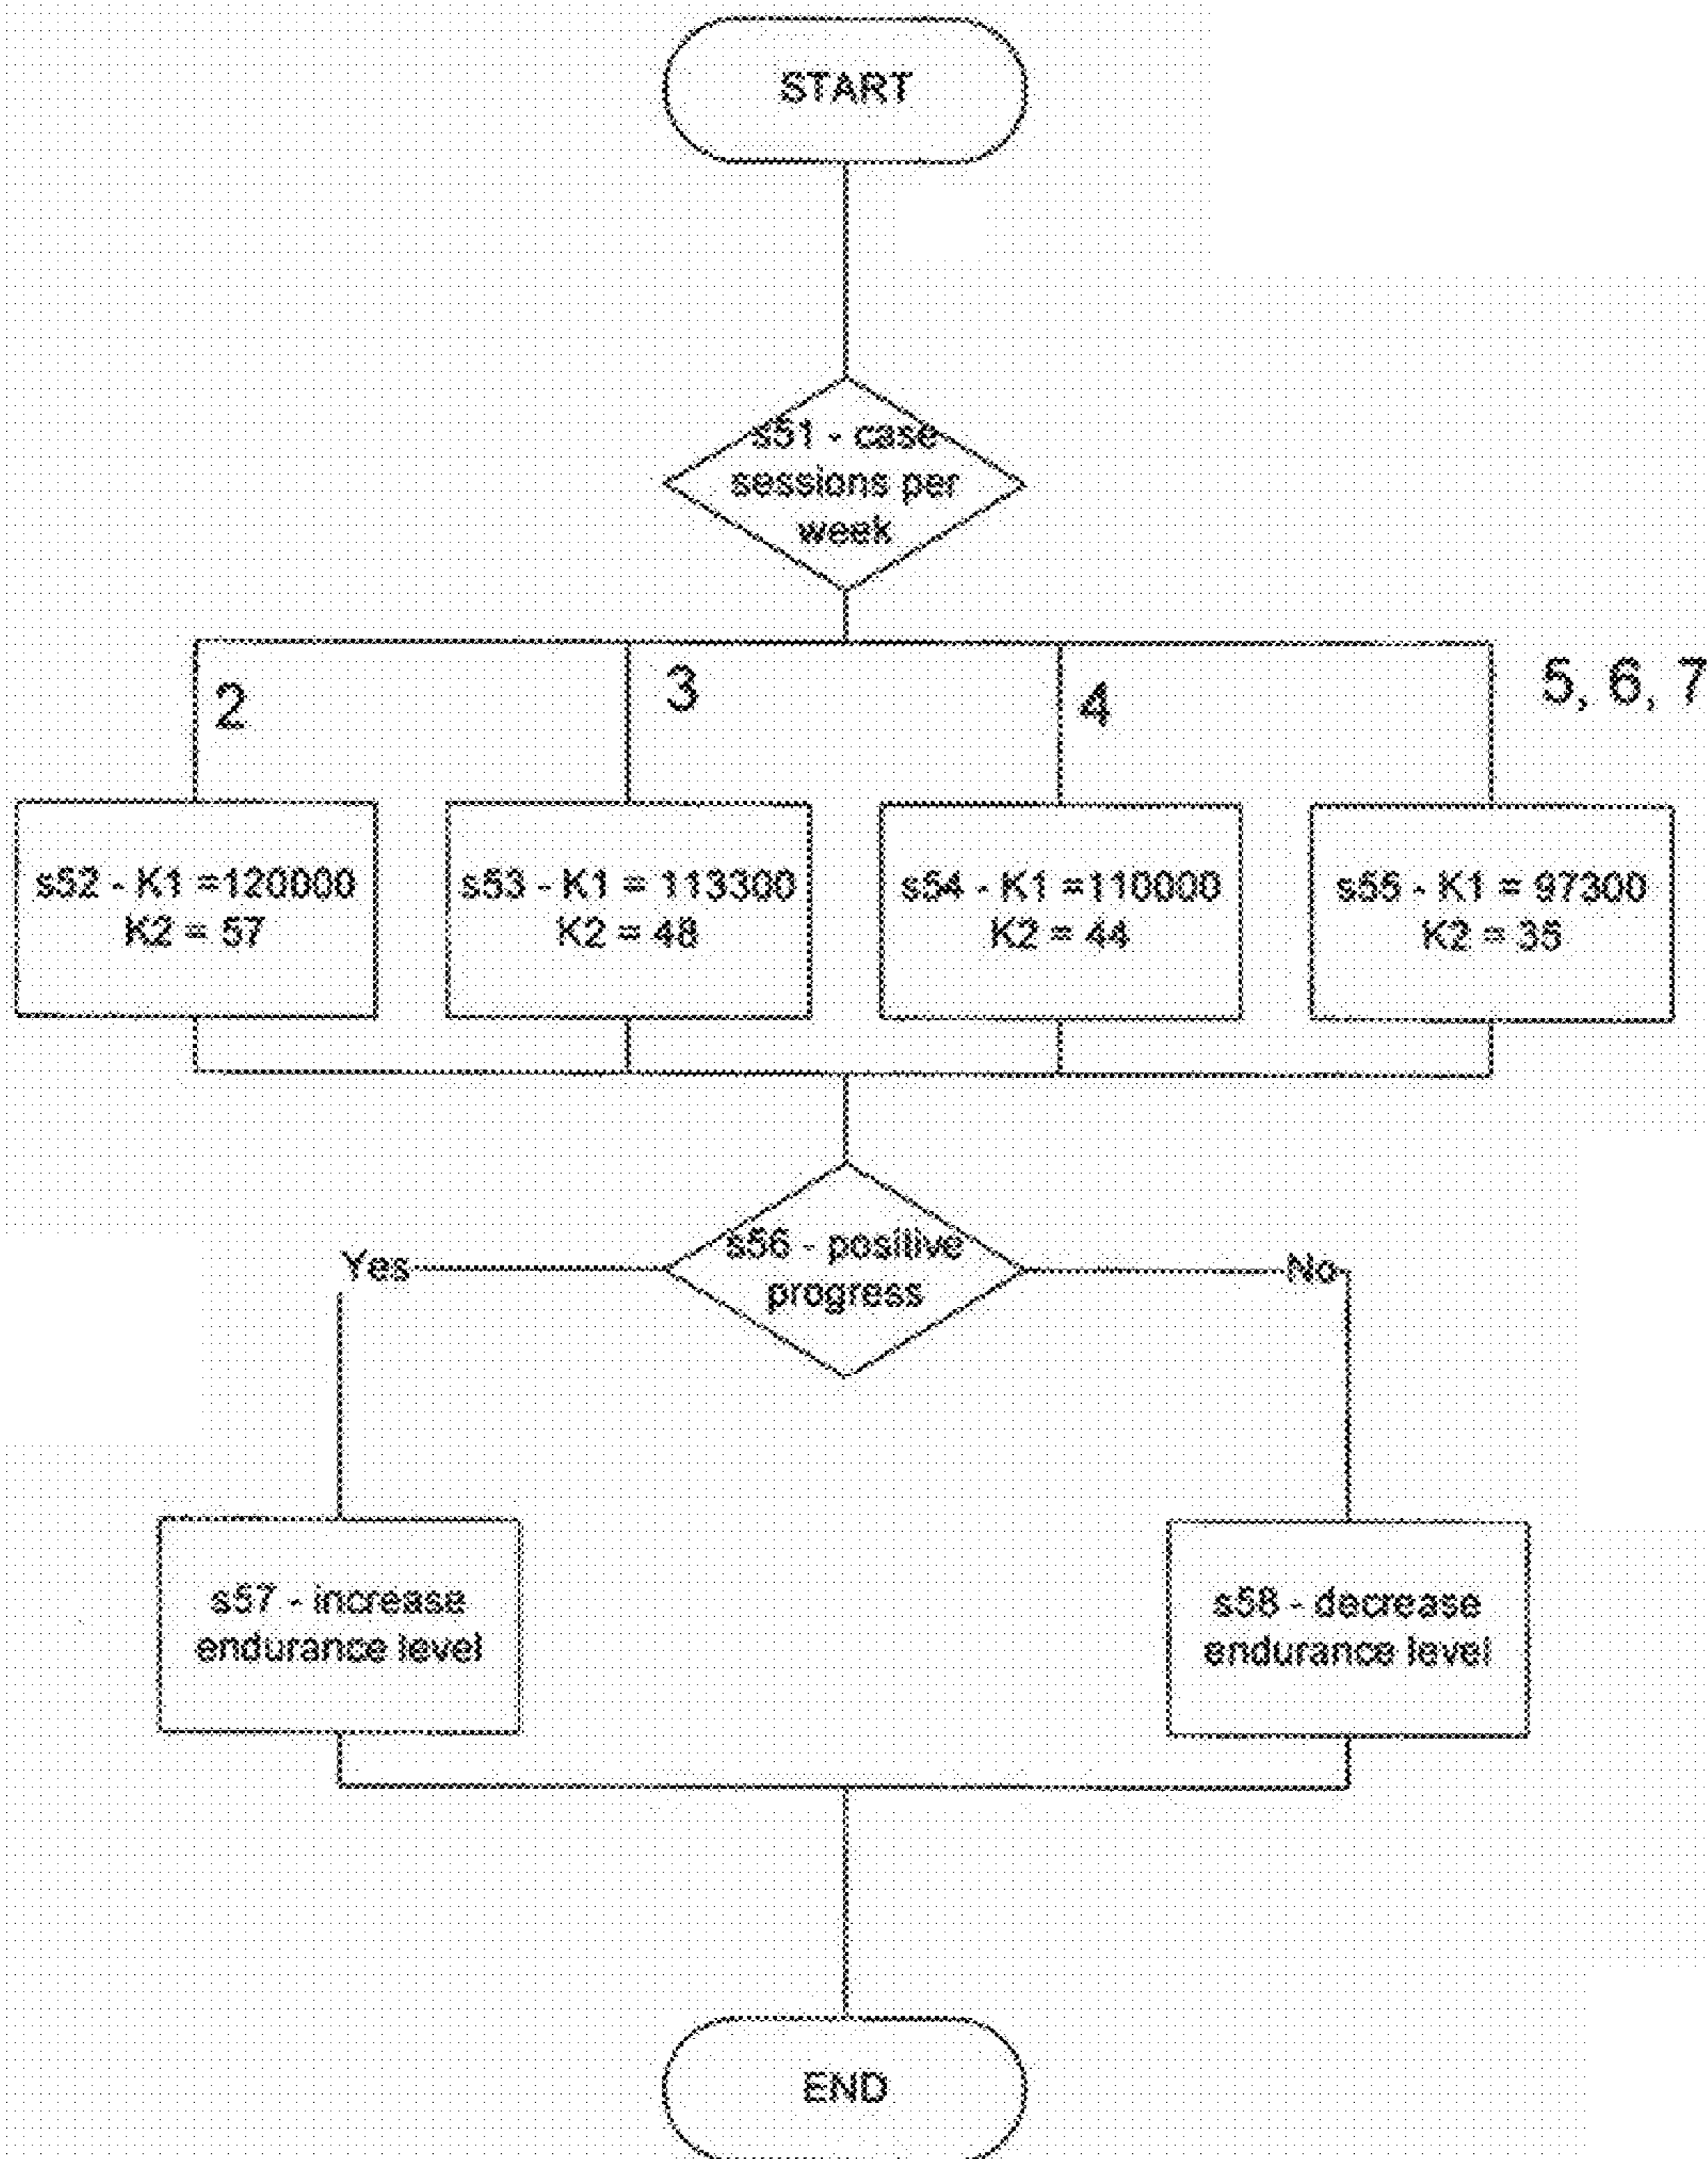 START
s51 - case
sessions per
week
2
3
4
5, 6, 7
s52 - K1 =120000
K2 = 57
s53 - K1 = 113300
K2 = 48
s54 - K1 =110000
K2 = 44
s55 - K1 = 97300
K2 = 35
s56 - positive
progress
Yes
No
s57 - increase
endurance level
s58 - decrease
endurance level
END